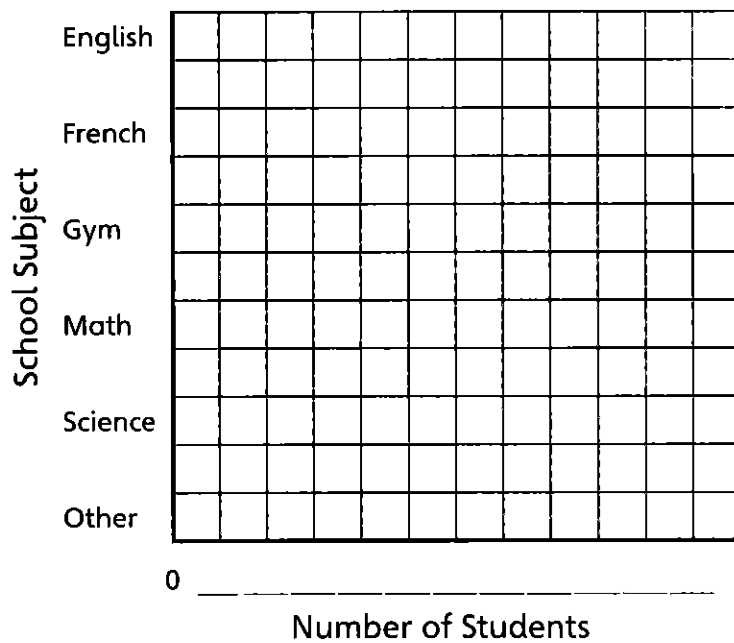 School Subject
English
French
Gym
Math
Science
Other
0
Number of Students